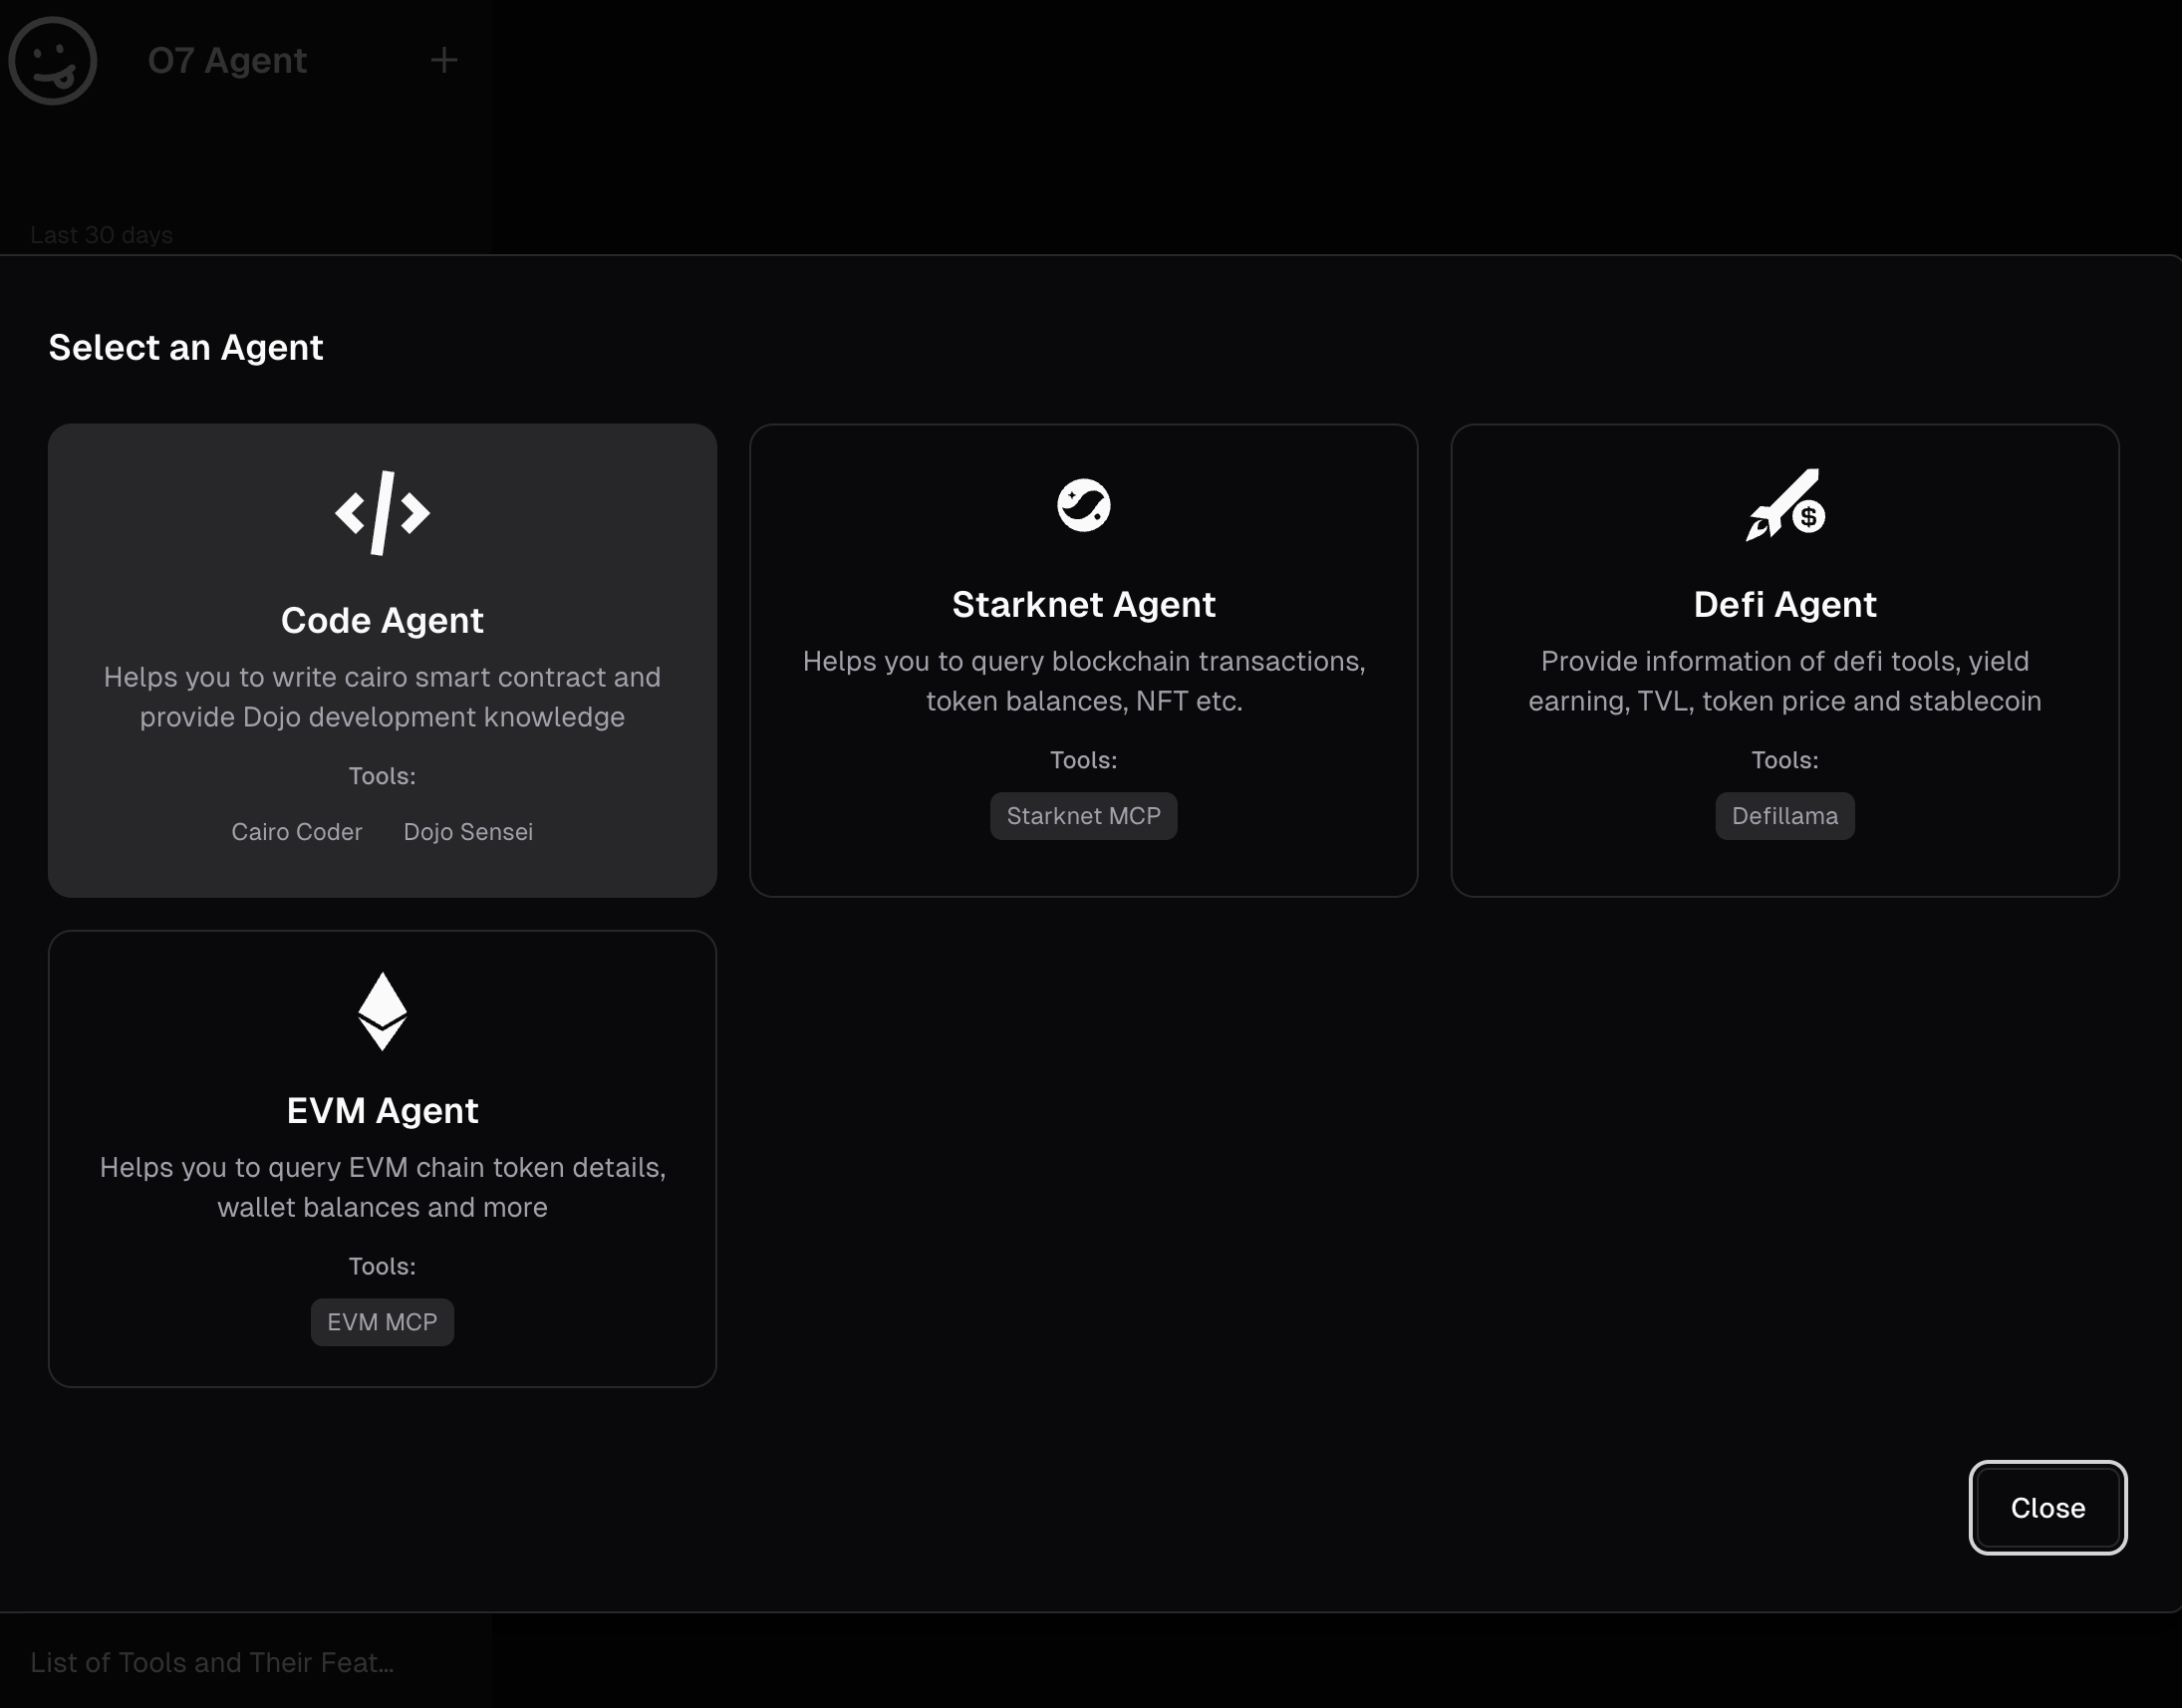 O7 Agent
Last 30 days
Select an Agent
Code Agent
Helps you to write cairo smart contract and
provide Dojo development knowledge
Tools:
Cairo Coder
Dojo Sensei
Starknet Agent
Helps you to query blockchain transactions,
token balances, NFT etc.
Tools:
Starknet MCP
Defi Agent
Provide information of defi tools, yield
earning, TVL, token price and stablecoin
Tools:
Defillama
EVM Agent
Helps you to query EVM chain token details,
wallet balances and more
Tools:
EVM MCP
Close
List of Tools and Their Feat...